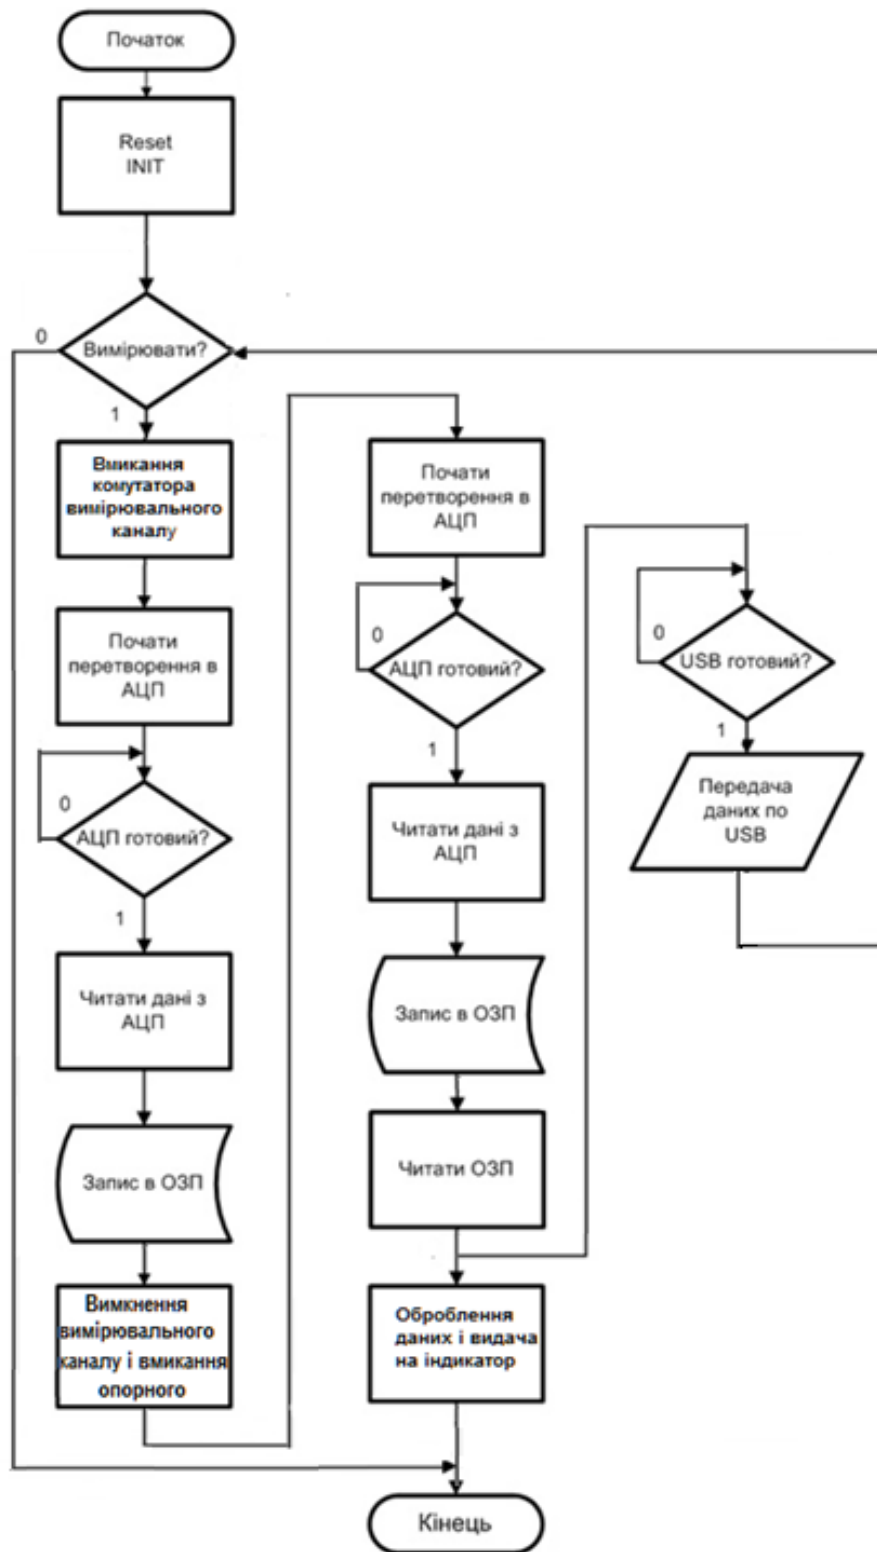 Початок
Reset
INIT
Вимірювати?
0
1
Вмикання
комутатора
вимірювального
каналу
Почати
перетворення в
АЦП
0
АЦП готовий?
1
Читати дані з
АЦП
Запис в ОЗП
Вимкнення
вимірювального
каналу і вмикання
опорного
Почати
перетворення в
АЦП
0
АЦП готовий?
1
Читати дані з
АЦП
Запис в ОЗП
Читати ОЗП
Оброблення
даних і видача
на індикатор
Кінець
0
USB готовий?
1
Передача
даних по
USB